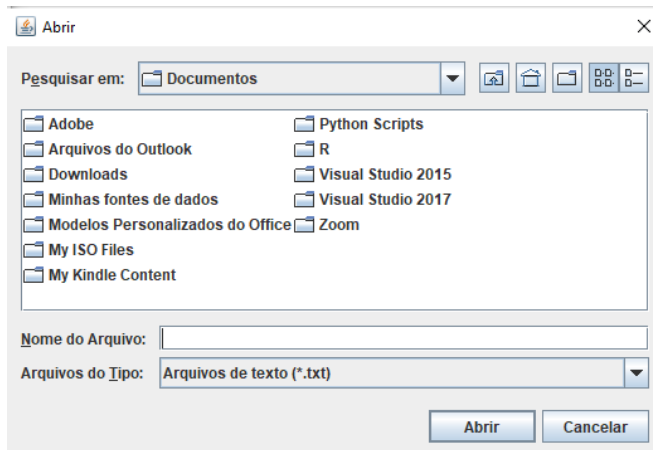 Abrir
Pesquisar em: Documentos
Adobe
Arquivos do Outlook
Downloads
Minhas fontes de dados
Modelos Personalizados do Office
My ISO Files
My Kindle Content
Python Scripts
R
Visual Studio 2015
Visual Studio 2017
Zoom
Nome do Arquivo:
Arquivos do Tipo: Arquivos de texto (*.txt)
Abrir Cancelar